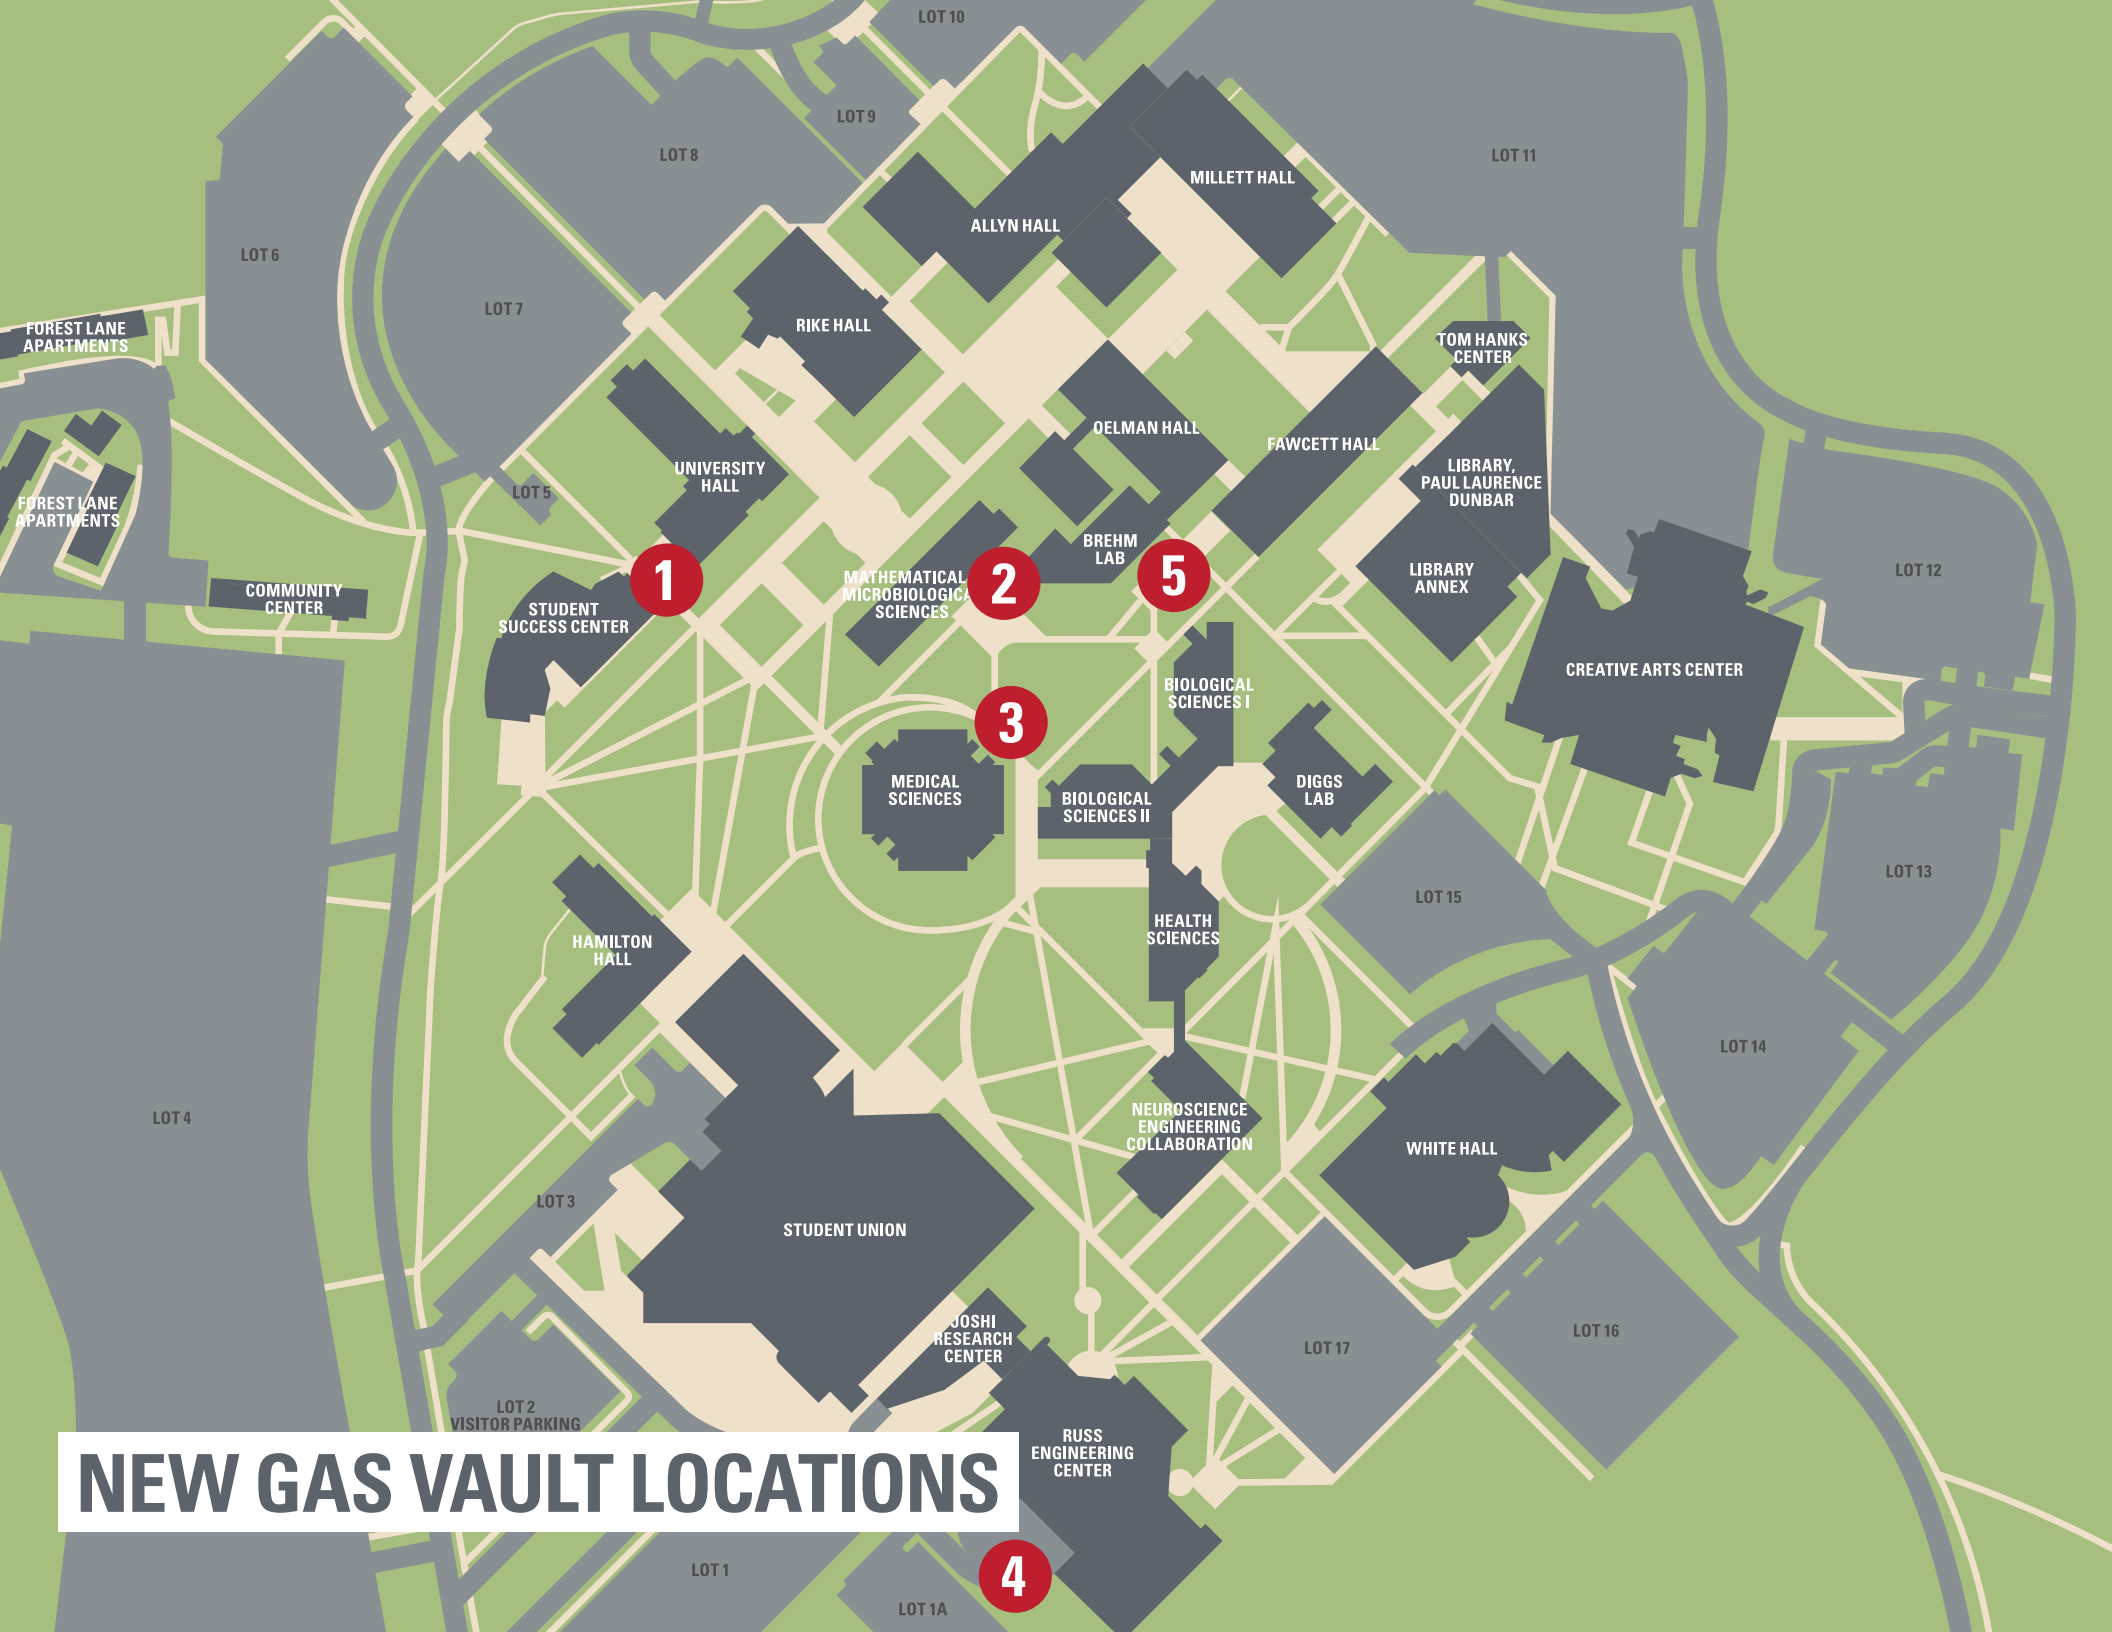 LOT 10
LOT 9
LOT 8
LOT 11
MILLETT HALL
ALLYN HALL
LOT 6
LOT 7
RIKE HALL
FOREST LANE
APARTMENTS
TOM HANKS
CENTER
OELMAN HALL
FAWCETT HALL
UNIVERSITY
HALL
LIBRARY,
PAUL LAURENCE
DUNBAR
LOT 5
FOREST LANE
APARTMENTS
BREHM
LAB
LIBRARY
ANNEX
LOT 12
COMMUNITY
CENTER
STUDENT
SUCCESS CENTER
1
MATHEMATICAL
MICROBIOLOGICA
SCIENCES
2
5
CREATIVE ARTS CENTER
BIOLOGICAL
SCIENCES I
3
MEDICAL
SCIENCES
BIOLOGICAL
SCIENCES II
DIGGS
LAB
LOT 13
LOT 15
HEALTH
SCIENCES
HAMILTON
HALL
LOT 14
LOT 4
NEUROSCIENCE
ENGINEERING
COLLABORATION
WHITE HALL
LOT 3
STUDENT UNION
JOSHI
RESEARCH
CENTER
LOT 17
LOT 16
LOT 2
VISITOR PARKING
RUSS
ENGINEERING
CENTER
NEW GAS VAULT LOCATIONS
LOT 1
4
LOT 1A